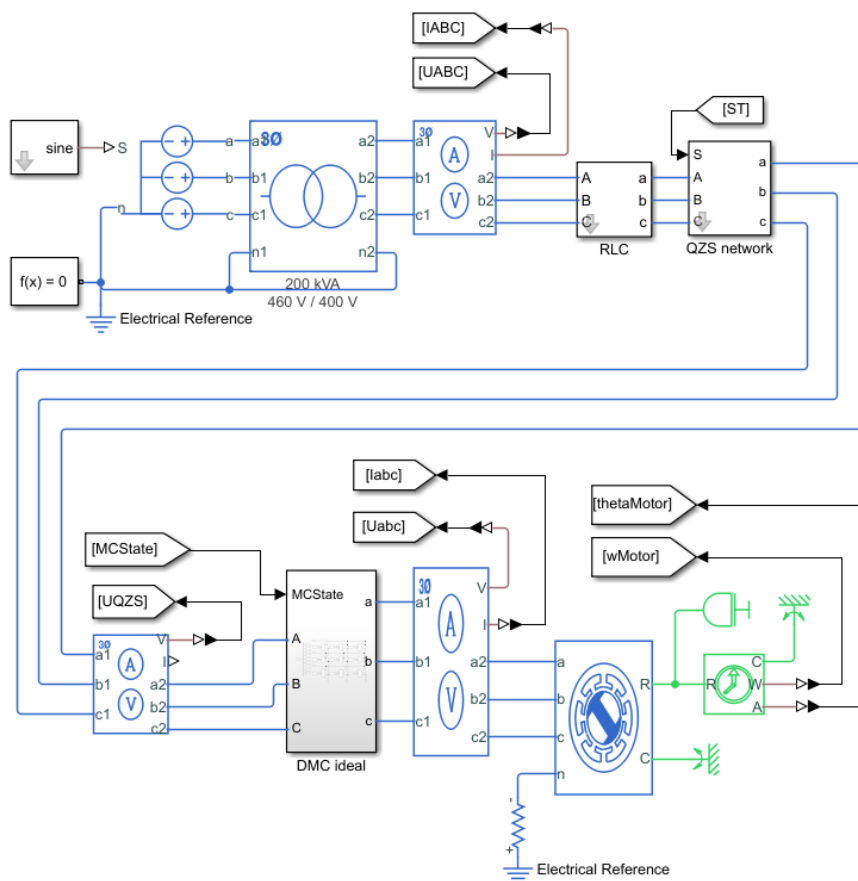 [IABC]
[UABC]
[ST]
sine
S
n
a
b
c
- +
- +
- +
a1
3Ø
b1
c1
n1
a2
b2
c2
n2
200 kVA
460 V / 400 V
3Ø
a1
b1
c1
A
V
V
I
a2
b2
c2
A
B
C
a
b
c
RLC
S
A
B
C
a
b
c
QZS network
f(x) = 0
Electrical Reference
[Iabc]
[Uabc]
[thetaMotor]
[wMotor]
[MCState]
[UQZS]
3Ø
a1
b1
c1
A
V
V
I
a2
b2
c2
MCState
A
B
C
a
b
c
DMC ideal
3Ø
a1
b1
c1
A
V
V
I
a2
b2
c2
a
b
c
n
R
C
R
C
W
A
-
+
Electrical Reference